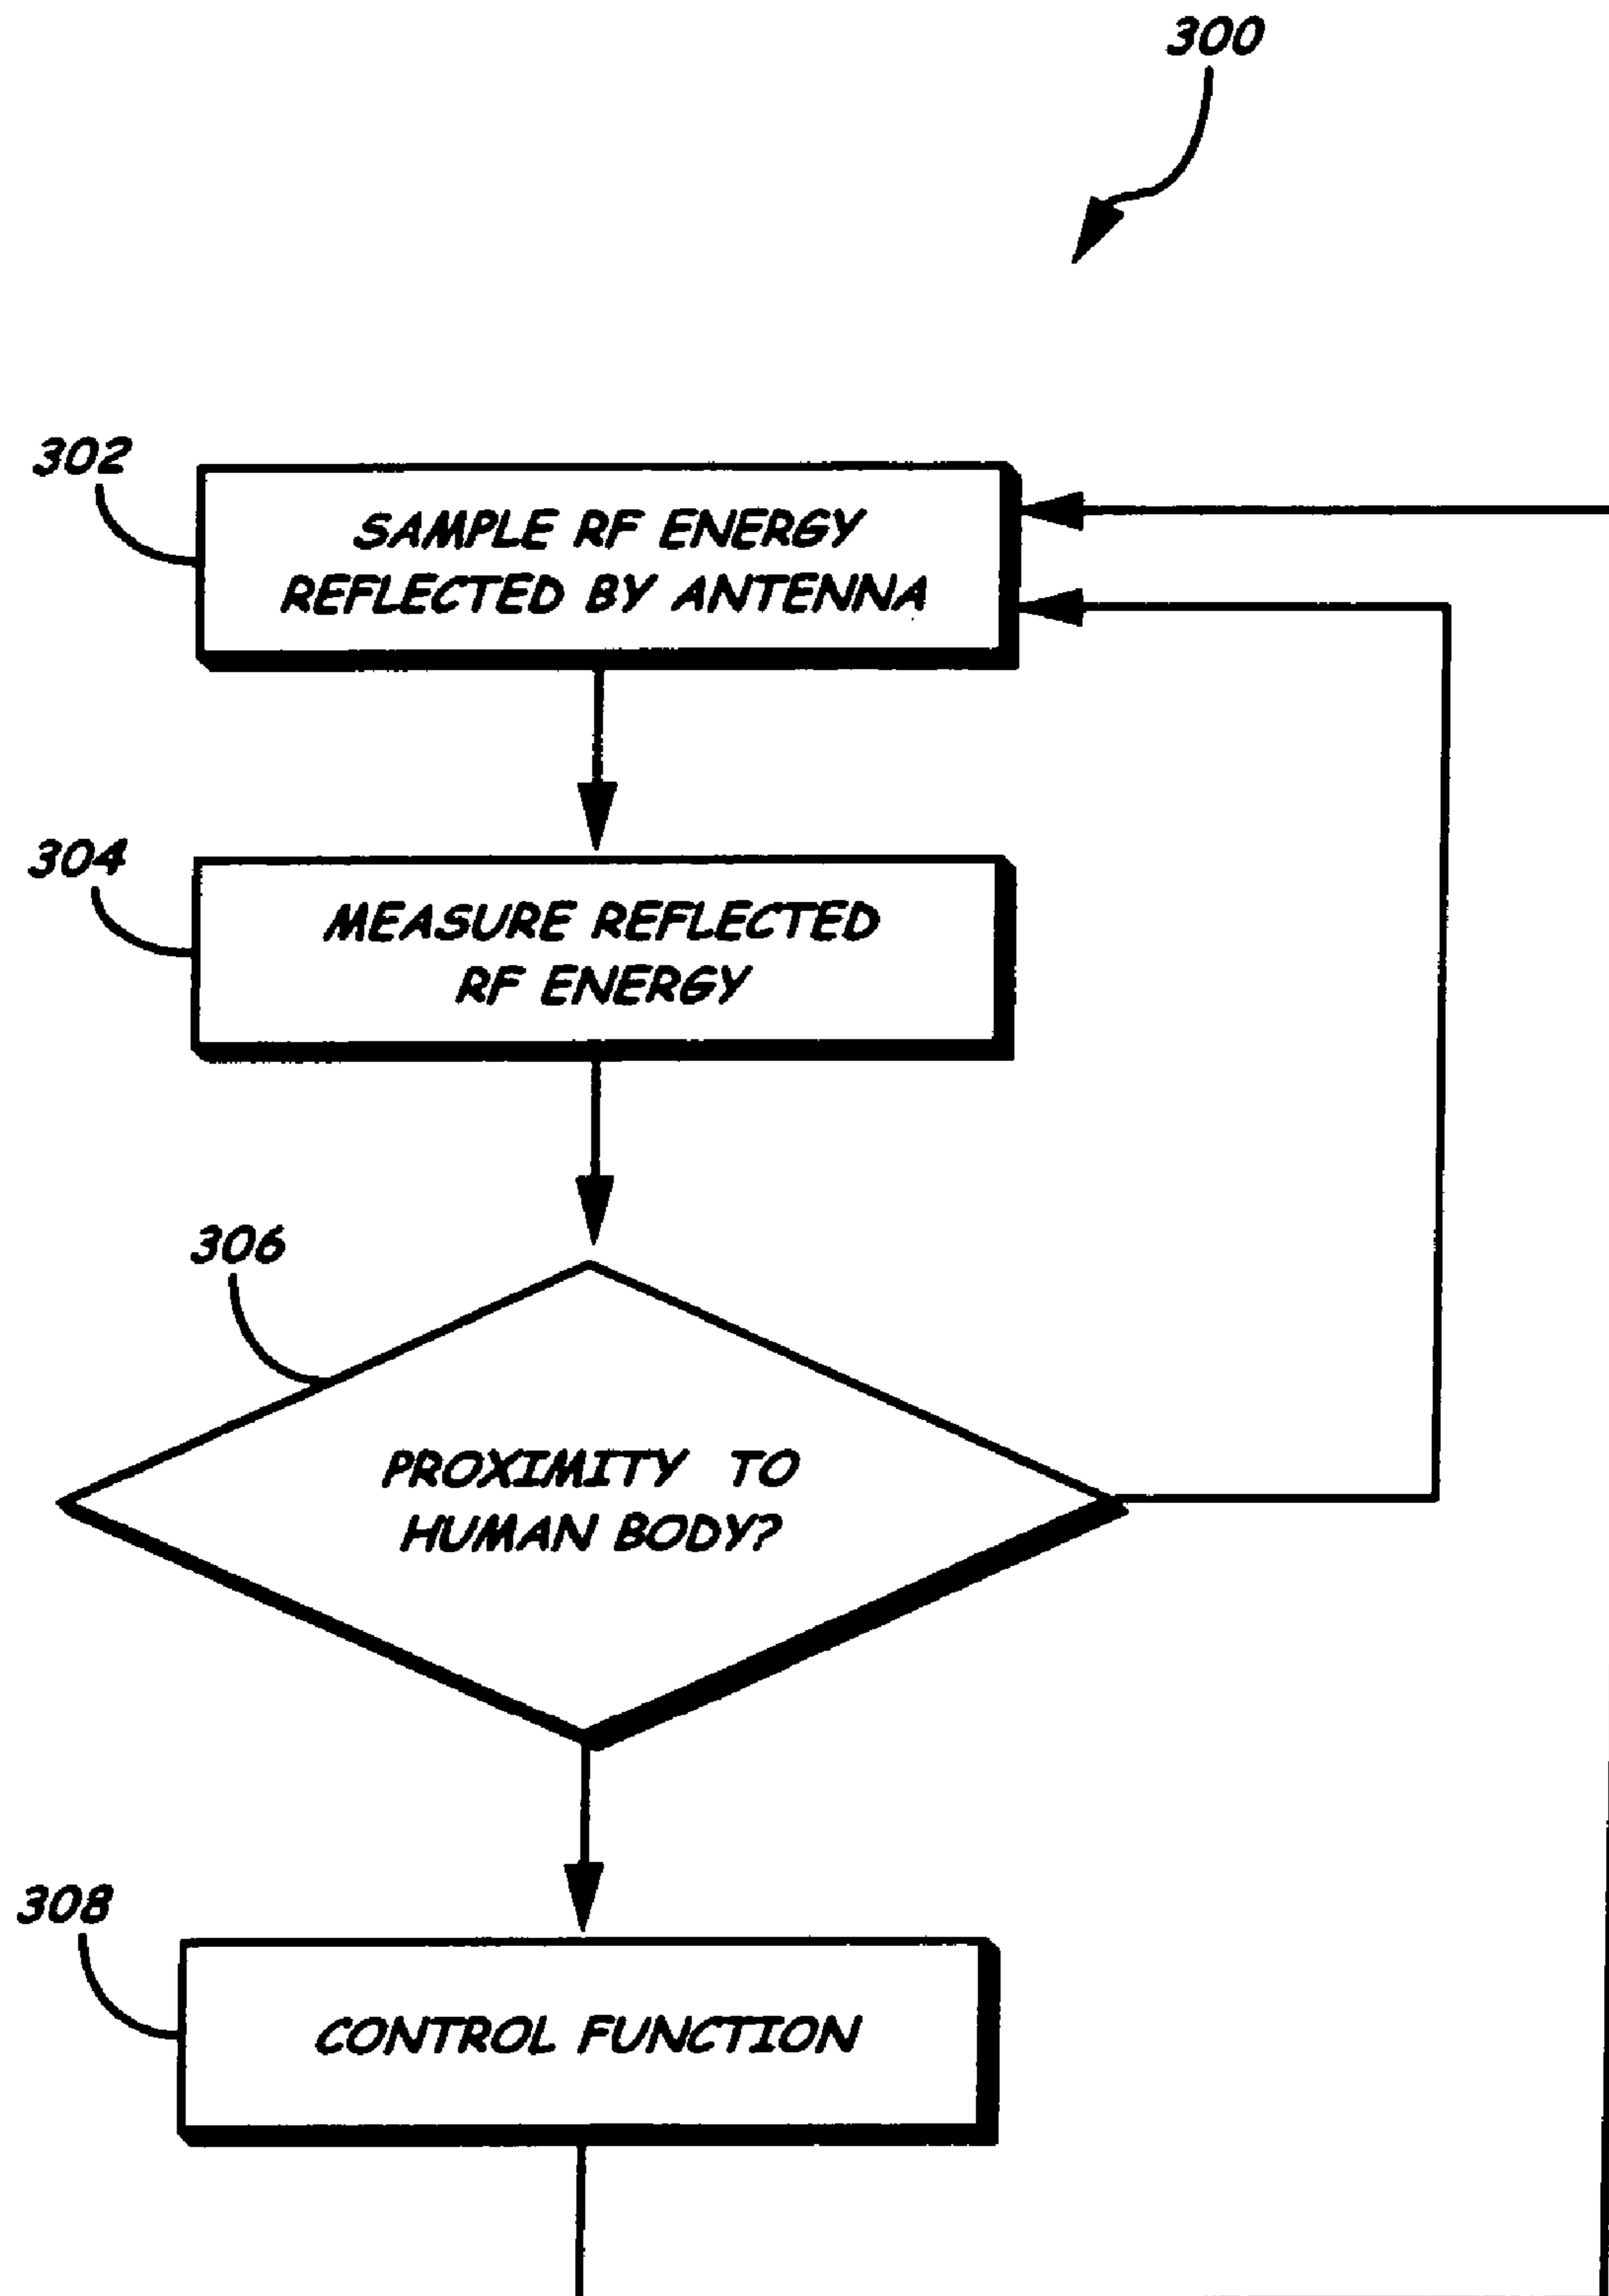 300
302
SAMPLE RF ENERGY
REFLECTED BY ANTENNA
304
MEASURE REFLECTED
RF ENERGY
306
PROXIMITY TO
HUMAN BODY?
308
CONTROL FUNCTION